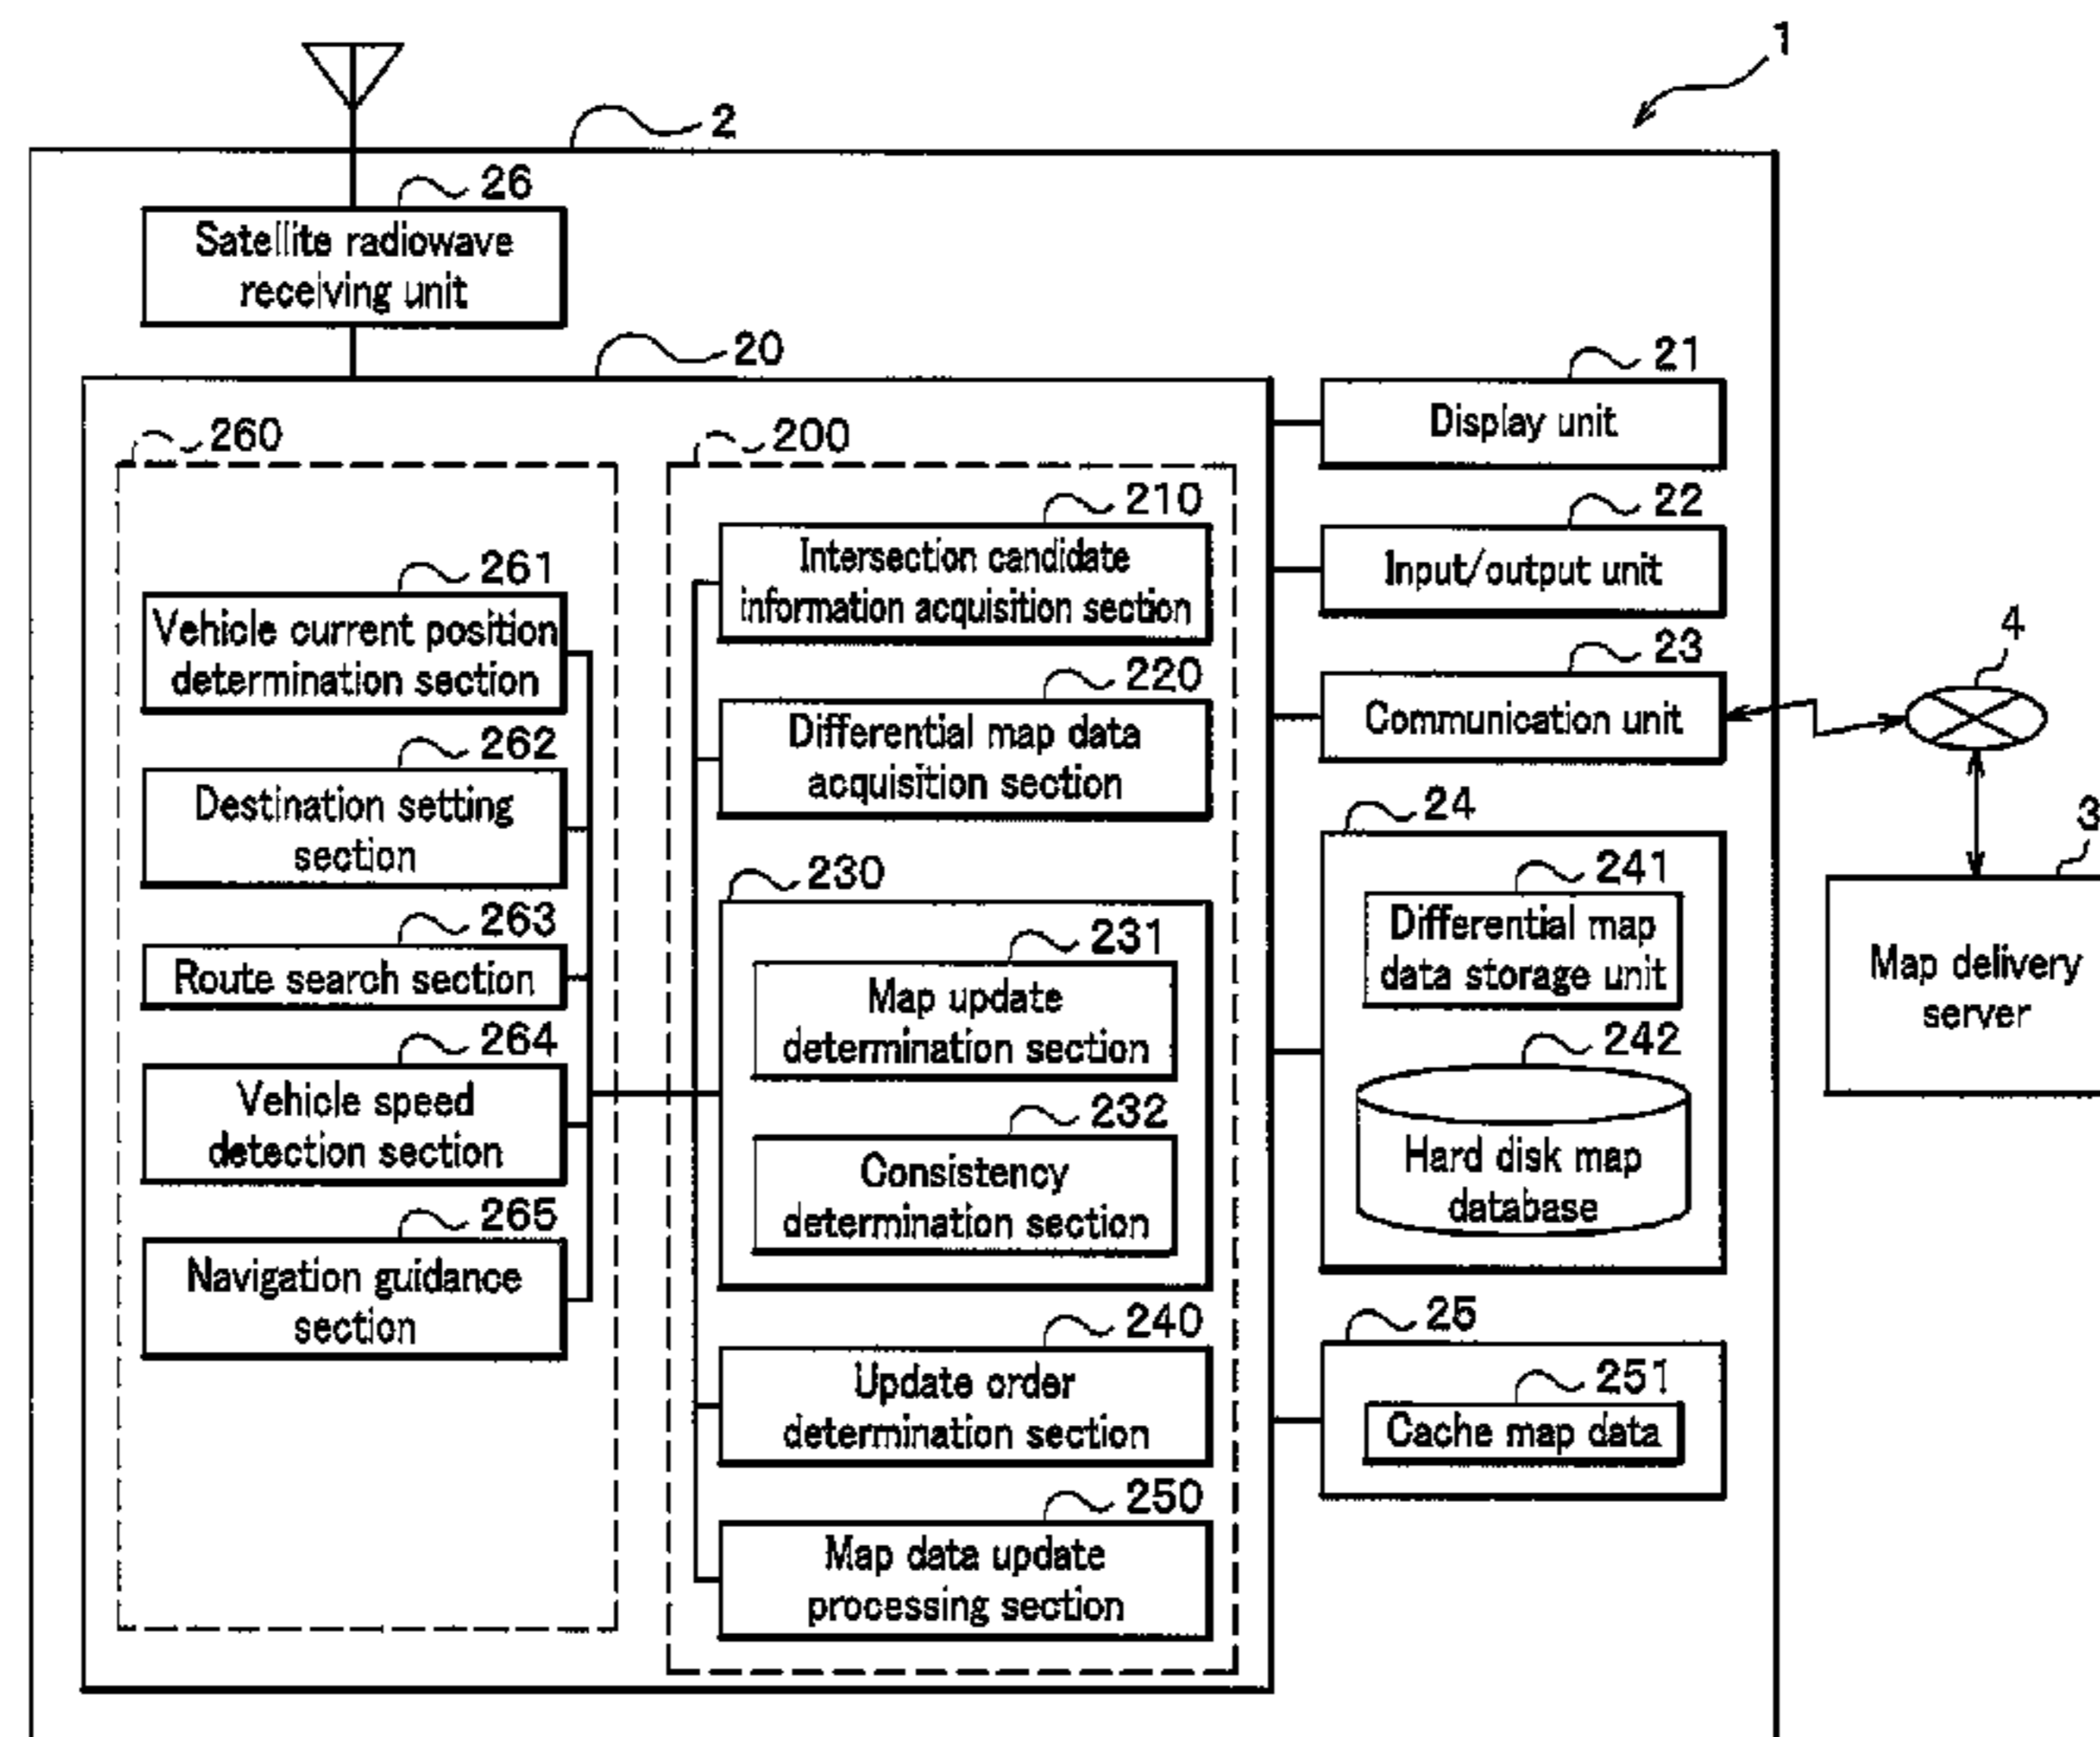 1
2
26
Satellite radiowave
receiving unit
20
260
261
Vehicle current position
determination section
262
Destination setting
section
263
Route search section
264
Vehicle speed
detection section
265
Navigation guidance
section
200
210
Intersection candidate
information acquisition section
220
Differential map data
acquisition section
230
231
Map update
determination section
232
Consistency
determination section
240
Update order
determination section
250
Map data update
processing section
21
Display unit
22
Input/output unit
23
Communication unit
24
241
Differential map
data storage unit
242
Hard disk map
database
25
251
Cache map data
4
3
Map delivery
server